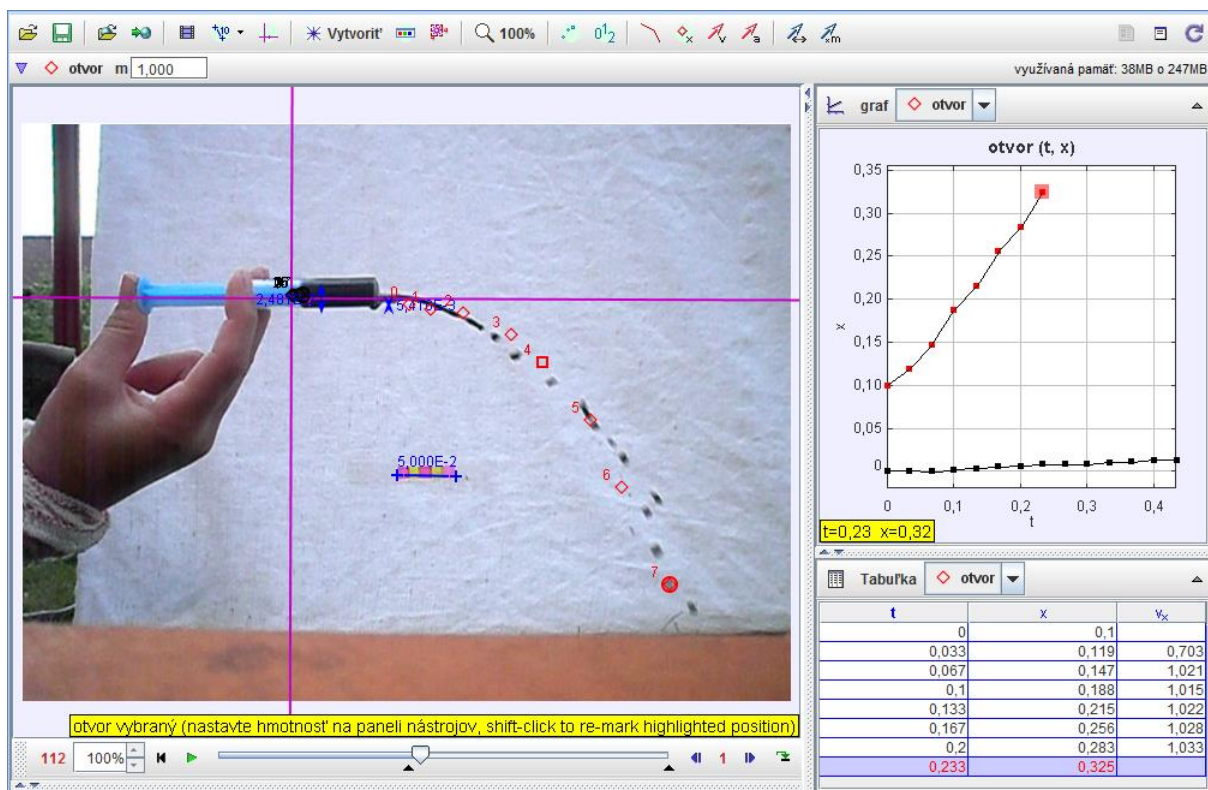 Vytvoriť 100%
otvor m 1,000
využívaná pamäť: 38MB o 247MB
graf otvor
otvor (t, x)
0,35
0,30
0,25
0,20
x
0,15
0,10
0,05
0
0 0,1 0,2 0,3 0,4
t
t=0,23 x=0,32
0
1
2
3
4
5
6
7
5,000E-2
otvor vybraný (nastavte hmotnosť na paneli nástrojov, shift-click to re-mark highlighted position)
112 100% 1
Tabuľka otvor
t x vx
0 0,1
0,033 0,119 0,703
0,067 0,147 1,021
0,1 0,188 1,015
0,133 0,215 1,022
0,167 0,256 1,028
0,2 0,283 1,033
0,233 0,325